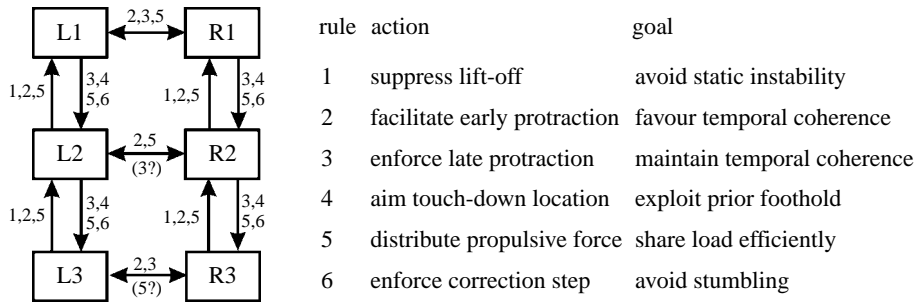 L1 2,3,5 R1
1,2,5 3,4 5,6 1,2,5 3,4 5,6
L2 2,5 (3?) R2
1,2,5 3,4 5,6 1,2,5 3,4 5,6
L3 2,3 (5?) R3
rule action goal
1 suppress lift-off avoid static instability
2 facilitate early protraction favour temporal coherence
3 enforce late protraction maintain temporal coherence
4 aim touch-down location exploit prior foothold
5 distribute propulsive force share load efficiently
6 enforce correction step avoid stumbling